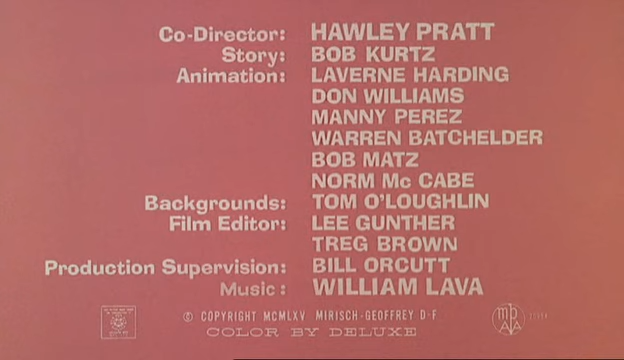 Co-Director: HAWLEY PRATT
Story: BOB KURTZ
Animation: LAVERNE HARDING
DON WILLIAMS
MANNY PEREZ
WARREN BATCHELDER
BOB MATZ
NORM Mc CABE
Backgrounds: TOM O'LOUGHLIN
Film Editor: LEE GUNTHER
TREG BROWN
Production Supervision: BILL ORCUTT
Music: WILLIAM LAVA
© COPYRIGHT MCMLXV MIRISCH-GEOFFREY D-F
COLOR BY DELUXE